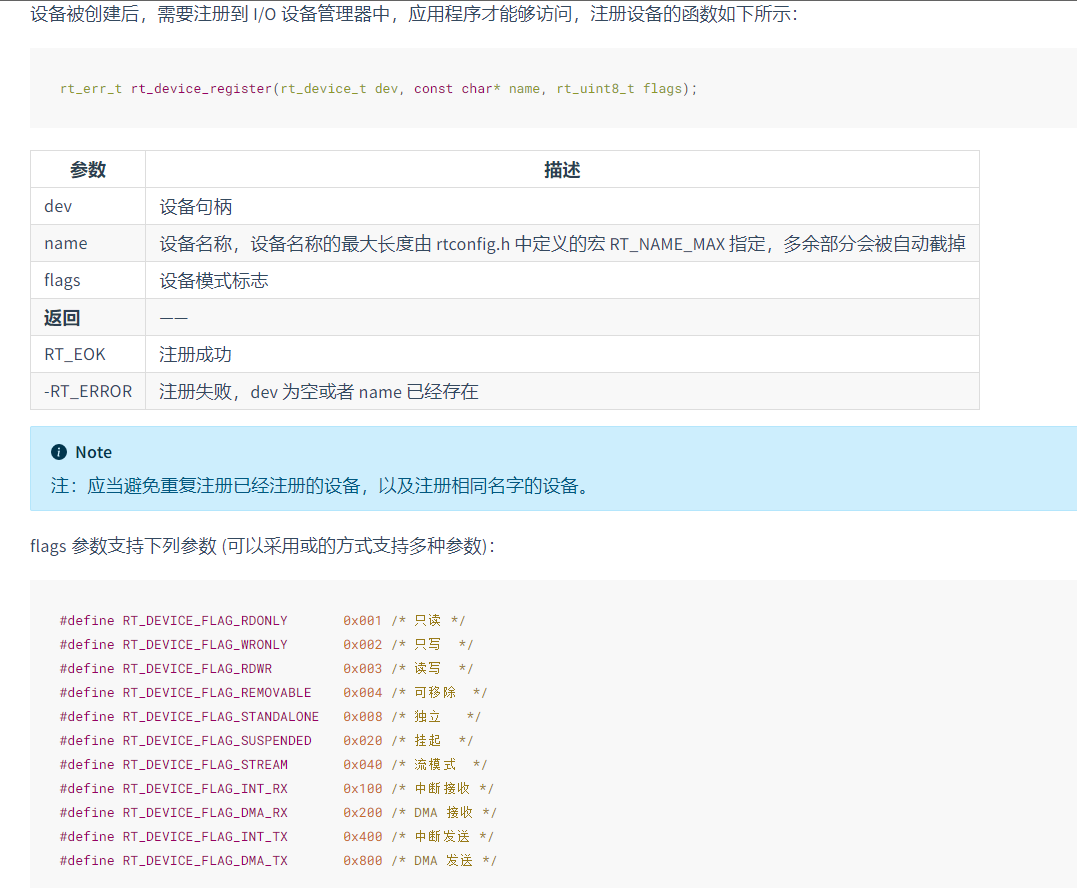 设备被创建后，需要注册到 I/O 设备管理器中，应用程序才能够访问，注册设备的函数如下所示：
rt_err_t rt_device_register(rt_device_t dev, const char* name, rt_uint8_t flags);
参数 描述
dev 设备句柄
name 设备名称，设备名称的最大长度由 rtconfig.h 中定义的宏 RT_NAME_MAX 指定，多余部分会被自动截掉
flags 设备模式标志
返回 ——
RT_EOK 注册成功
-RT_ERROR 注册失败，dev 为空或者 name 已经存在
Note
注：应当避免重复注册已经注册的设备，以及注册相同名字的设备。
flags 参数支持下列参数 (可以采用或的方式支持多种参数)：
#define RT_DEVICE_FLAG_RDONLY 0x001 /* 只读 */
#define RT_DEVICE_FLAG_WRONLY 0x002 /* 只写 */
#define RT_DEVICE_FLAG_RDWR 0x003 /* 读写 */
#define RT_DEVICE_FLAG_REMOVABLE 0x004 /* 可移除 */
#define RT_DEVICE_FLAG_STANDALONE 0x008 /* 独立 */
#define RT_DEVICE_FLAG_SUSPENDED 0x020 /* 挂起 */
#define RT_DEVICE_FLAG_STREAM 0x040 /* 流模式 */
#define RT_DEVICE_FLAG_INT_RX 0x100 /* 中断接收 */
#define RT_DEVICE_FLAG_DMA_RX 0x200 /* DMA 接收 */
#define RT_DEVICE_FLAG_INT_TX 0x400 /* 中断发送 */
#define RT_DEVICE_FLAG_DMA_TX 0x800 /* DMA 发送 */